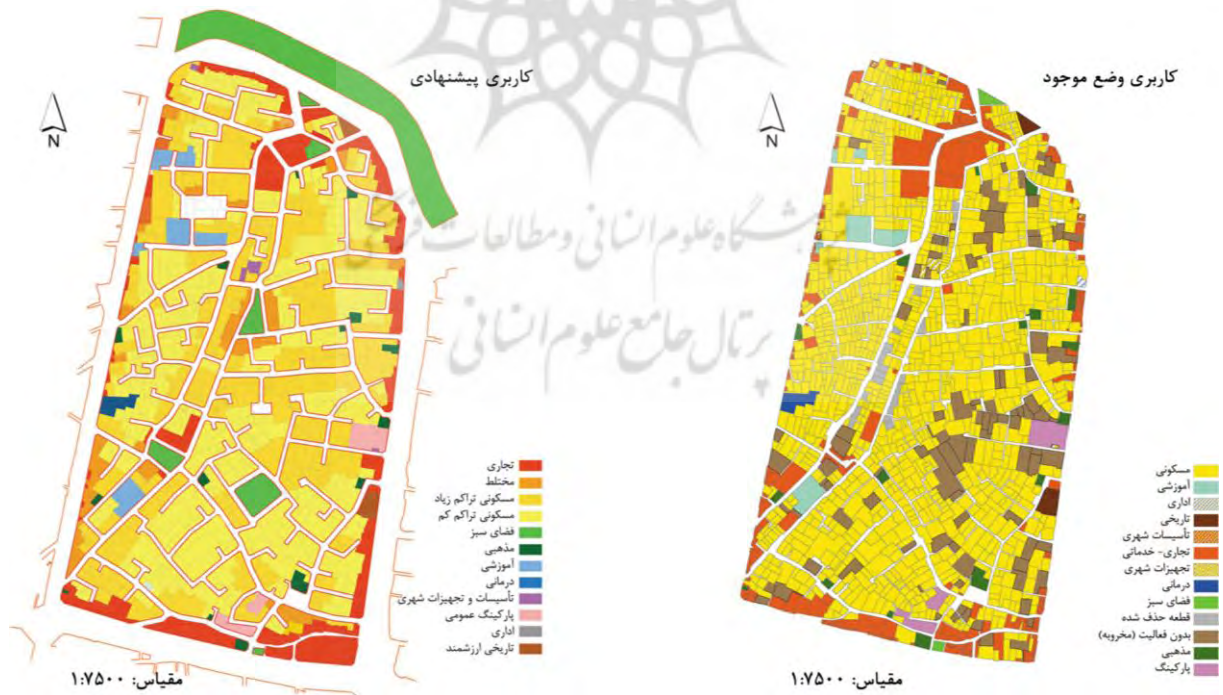 کاربری وضع موجود
N
مسکونی
آموزشی
اداری
تاریخی
تأسیسات شهری
تجاری- خدماتی
تجهیزات شهری
درمانی
فضای سبز
قطعه حذف شده
بدون فعالیت (مخروبه)
مذهبی
پارکینگ
مقیاس: ۱:۷۵۰۰
کاربری پیشنهادی
N
تجاری
مختلط
مسکونی تراکم زیاد
مسکونی تراکم کم
فضای سبز
مذهبی
آموزشی
درمانی
تأسیسات و تجهیزات شهری
پارکینگ عمومی
اداری
تاریخی ارزشمند
مقیاس: ۱:۷۵۰۰
پژوهشگاه علوم انسانی و مطالعات فرهنگی
پرتال جامع علوم انسانی